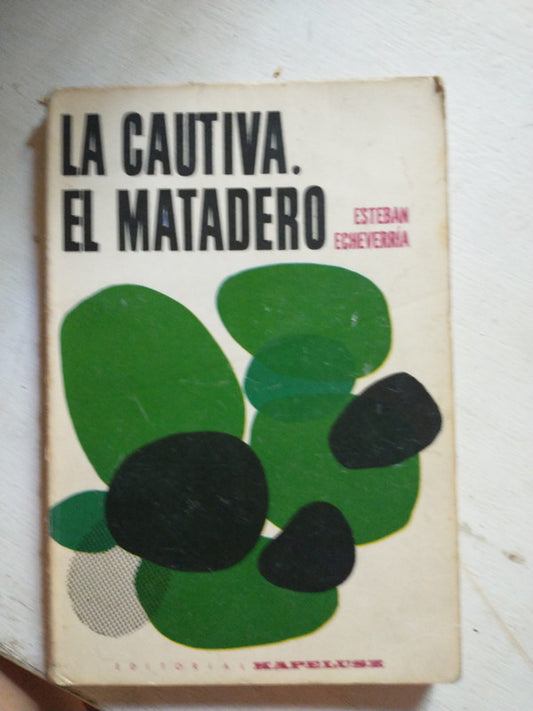 LA CAUTIVA.
EL MATADERO
ESTEBAN
ECHEVERRÍA
EDITORIAL KAPELUSZ